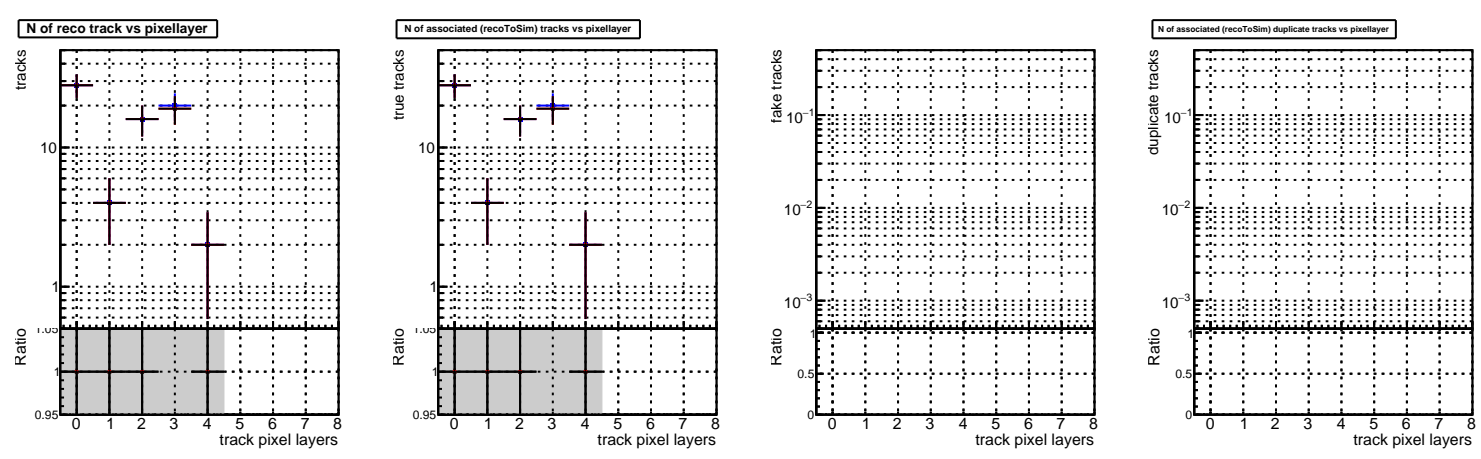 N of reco track vs pixellayer
tracks
10
1
Ratio
1.05
1
0.95
0 1 2 3 4 5 6 7 8
track pixel layers
N of associated (recoToSim) tracks vs pixellayer
true tracks
10
1
Ratio
1.05
1
0.95
0 1 2 3 4 5 6 7 8
track pixel layers
fake tracks
10⁻¹
10⁻²
10⁻³
Ratio
1
0.5
0
0 1 2 3 4 5 6 7 8
track pixel layers
N of associated (recoToSim) duplicate tracks vs pixellayer
duplicate tracks
10⁻¹
10⁻²
10⁻³
Ratio
1
0.5
0
0 1 2 3 4 5 6 7 8
track pixel layers